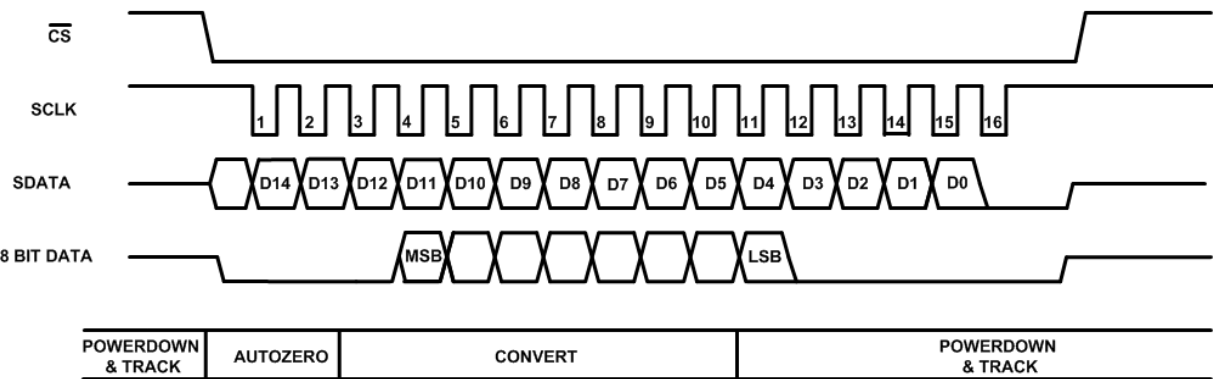 CS
SCLK
1 2 3 4 5 6 7 8 9 10 11 12 13 14 15 16
SDATA
D14 D13 D12 D11 D10 D9 D8 D7 D6 D5 D4 D3 D2 D1 D0
8 BIT DATA
MSB LSB
POWERDOWN
& TRACK
AUTOZERO
CONVERT
POWERDOWN
& TRACK